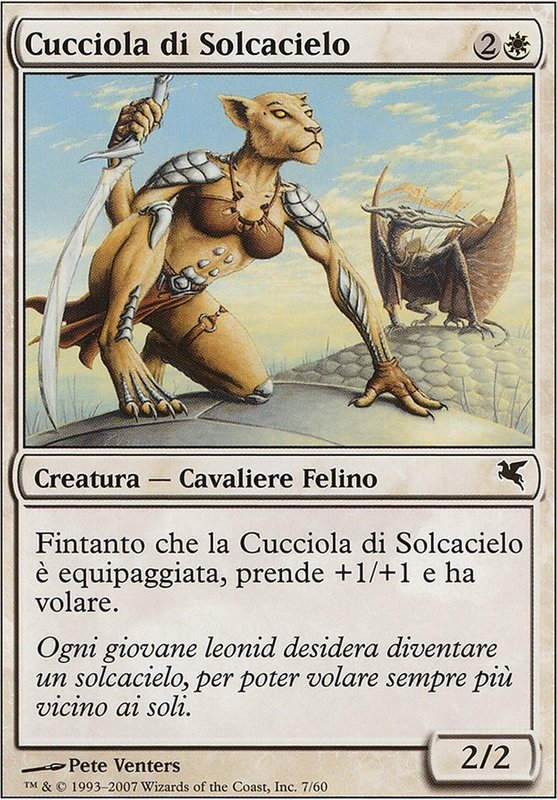 Cucciola di Solcacielo 2
Creatura — Cavaliere Felino
Fintanto che la Cucciola di Solcacielo
è equipaggiata, prende +1/+1 e ha
volare.
Ogni giovane leonid desidera diventare
un solcacielo, per poter volare sempre più
vicino ai soli.
Pete Venters
2/2
™ & © 1993–2007 Wizards of the Coast, Inc. 7/60